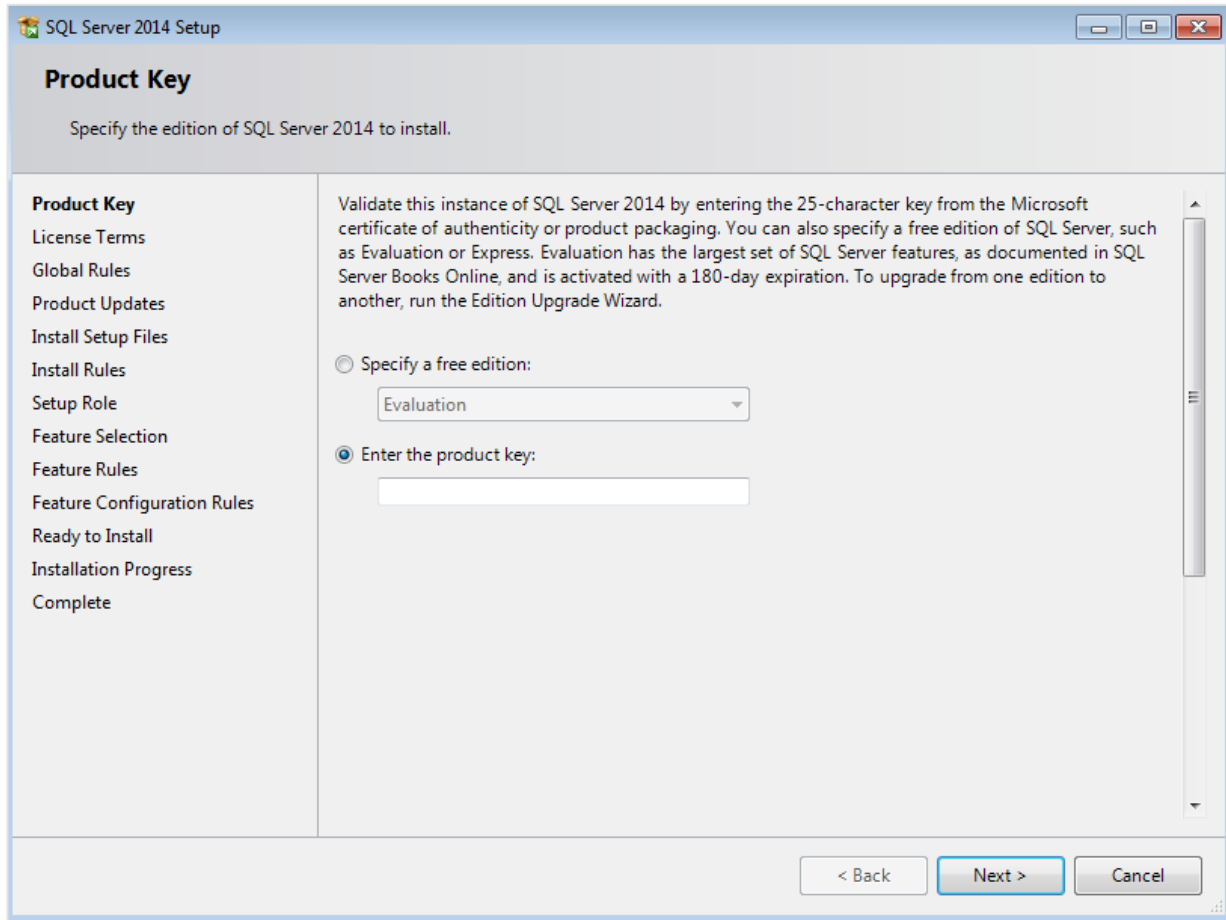 SQL Server 2014 Setup
Product Key
Specify the edition of SQL Server 2014 to install.
Product Key
License Terms
Global Rules
Product Updates
Install Setup Files
Install Rules
Setup Role
Feature Selection
Feature Rules
Feature Configuration Rules
Ready to Install
Installation Progress
Complete
Validate this instance of SQL Server 2014 by entering the 25-character key from the Microsoft
certificate of authenticity or product packaging. You can also specify a free edition of SQL Server, such
as Evaluation or Express. Evaluation has the largest set of SQL Server features, as documented in SQL
Server Books Online, and is activated with a 180-day expiration. To upgrade from one edition to
another, run the Edition Upgrade Wizard.
Specify a free edition:
Evaluation
Enter the product key:
< Back Next > Cancel